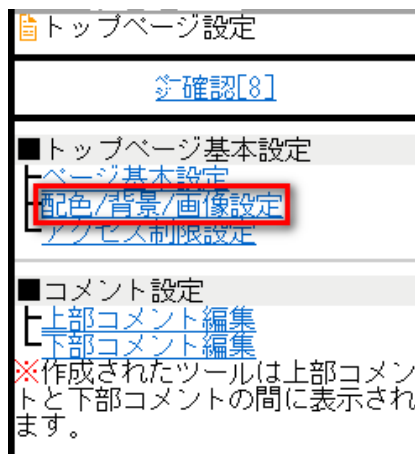 トップページ設定
ページ確認[8]
■トップページ基本設定
ページ基本設定
配色/背景/画像設定
アクセス制限設定
■コメント設定
上部コメント編集
下部コメント編集
※作成されたツールは上部コメン
トと下部コメントの間に表示され
ます。